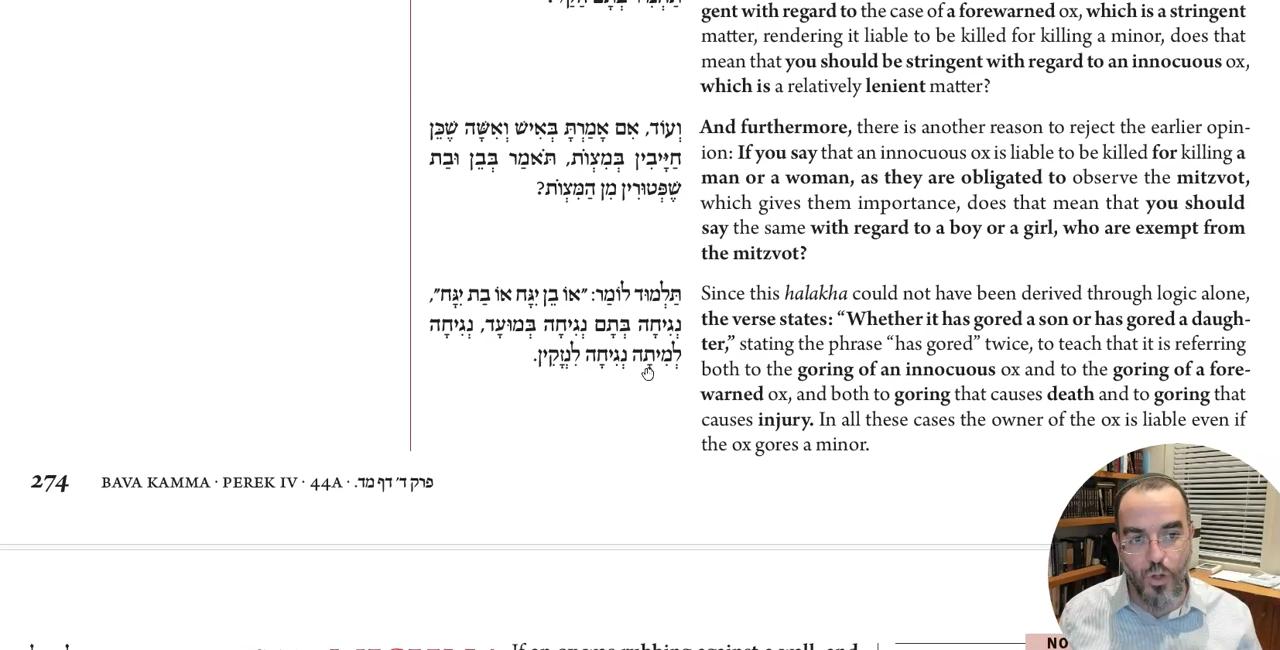 תַּחְמִיר בְּתָם הַקַּל?
gent with regard to the case of a forewarned ox, which is a stringent
matter, rendering it liable to be killed for killing a minor, does that
mean that you should be stringent with regard to an innocuous ox,
which is a relatively lenient matter?
וְעוֹד, אִם אָמַרְתָּ בְּאִישׁ וְאִשָּׁה שֶׁכֵּן
חַיָּיבִין בְּמִצְוֹת, תֹּאמַר בְּבֵן וּבַת
שֶׁפְּטוּרִין מִן הַמִּצְוֹת?
And furthermore, there is another reason to reject the earlier opin-
ion: If you say that an innocuous ox is liable to be killed for killing a
man or a woman, as they are obligated to observe the mitzvot,
which gives them importance, does that mean that you should
say the same with regard to a boy or a girl, who are exempt from
the mitzvot?
תַּלְמוּד לוֹמַר: ״אוֹ בֵן יִגָּח אוֹ בַת יִגָּח״,
נְגִיחָה בְּתָם נְגִיחָה בְּמוּעָד, נְגִיחָה
לְמִיתָה נְגִיחָה לִנְזָקִין.
Since this halakha could not have been derived through logic alone,
the verse states: “Whether it has gored a son or has gored a daugh-
ter,” stating the phrase “has gored” twice, to teach that it is referring
both to the goring of an innocuous ox and to the goring of a fore-
warned ox, and both to goring that causes death and to goring that
causes injury. In all these cases the owner of the ox is liable even if
the ox gores a minor.
274 BAVA KAMMA · PEREK IV · 44A · פרק ד׳ דף מד.
If an ox was rubbing against a wall, and
NO